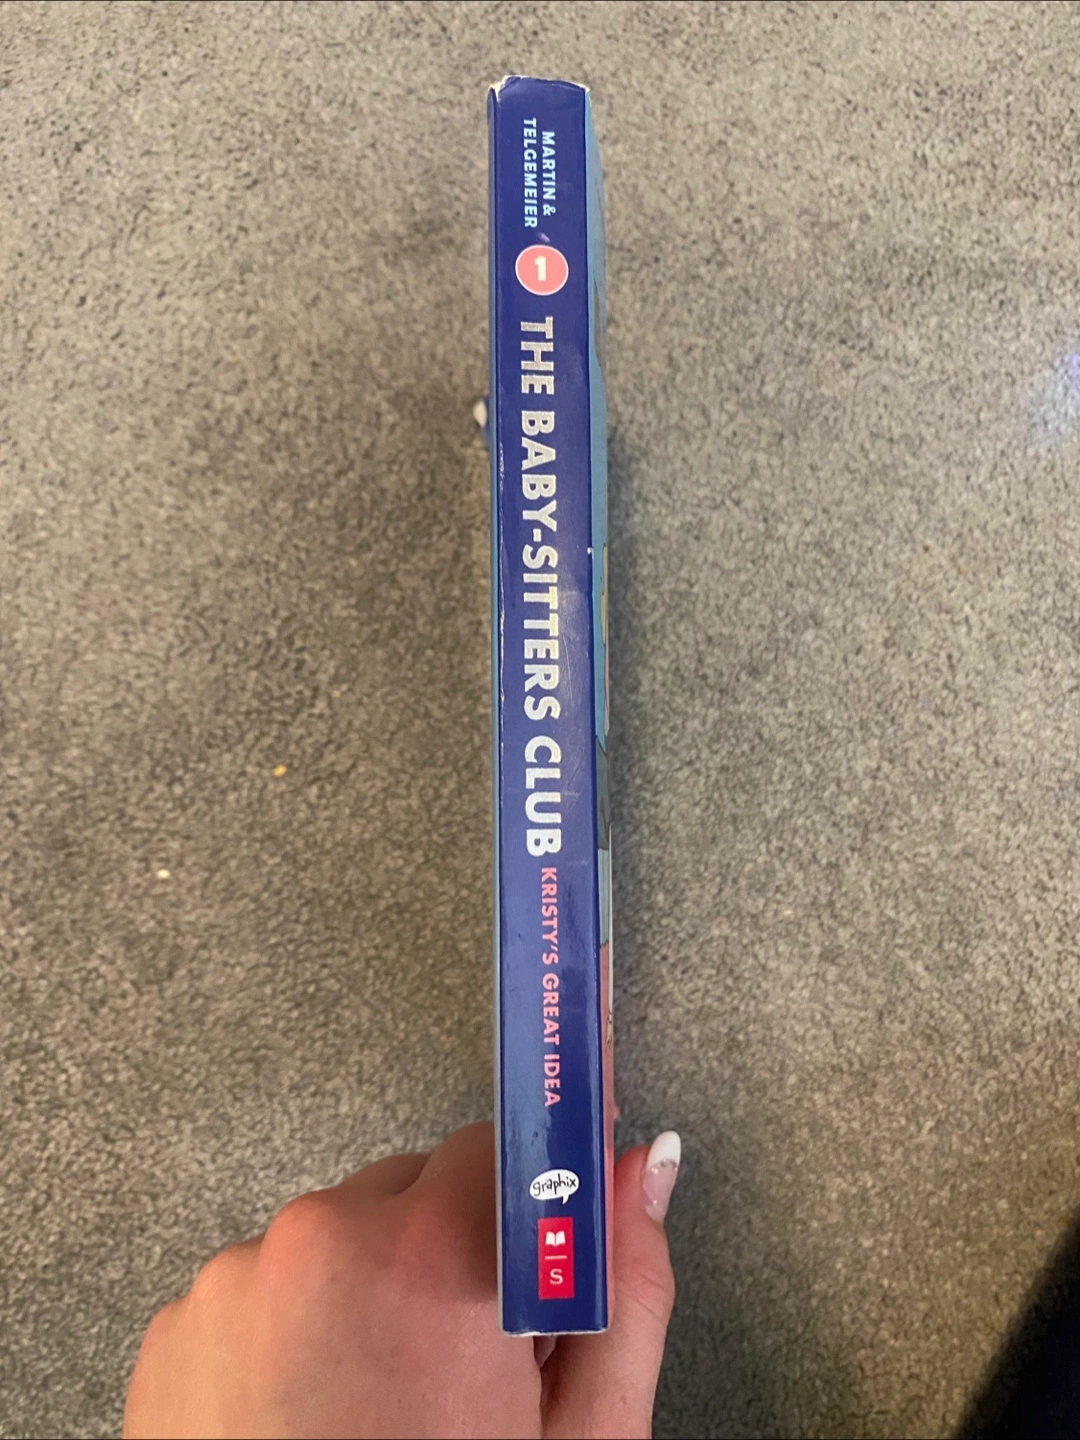 MARTIN &
TELGEMEIER
1
THE BABY-SITTERS CLUB
KRISTY'S GREAT IDEA
graphix
S